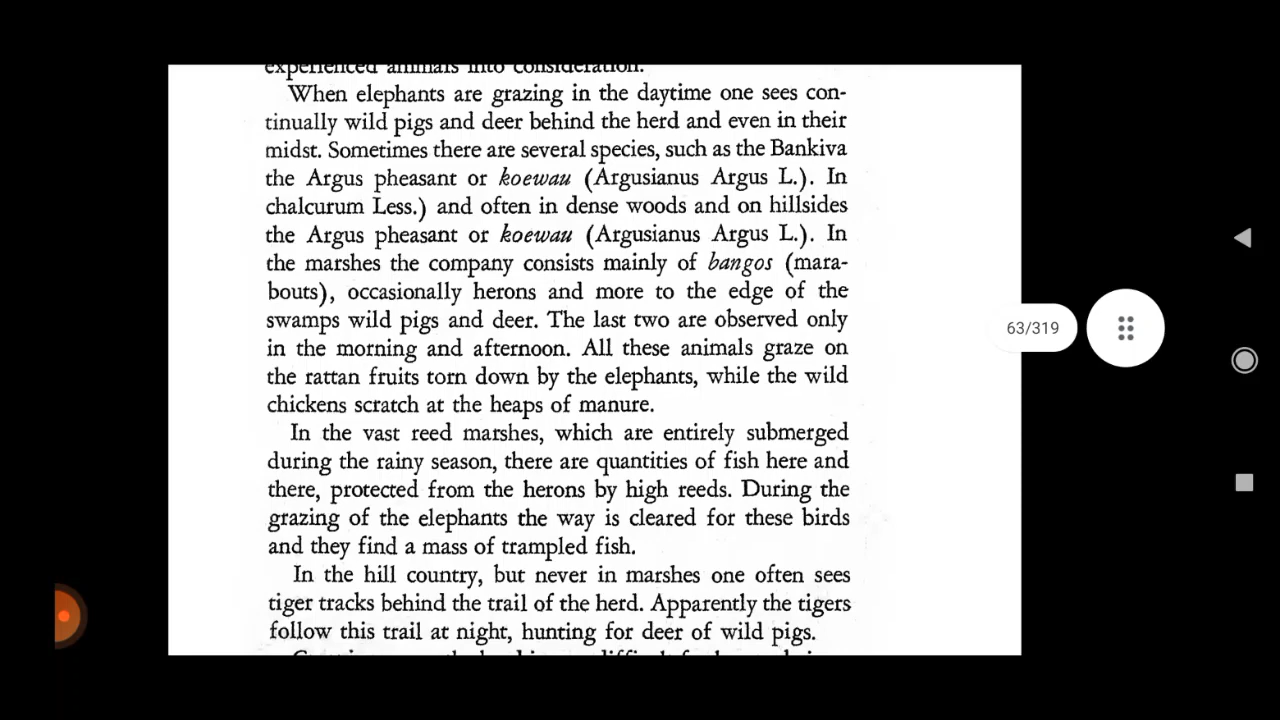 experienced animals into consideration.
When elephants are grazing in the daytime one sees con-
tinually wild pigs and deer behind the herd and even in their
midst. Sometimes there are several species, such as the Bankiva
the Argus pheasant or koewau (Argusianus Argus L.). In
chalcurum Less.) and often in dense woods and on hillsides
the Argus pheasant or koewau (Argusianus Argus L.). In
the marshes the company consists mainly of bangos (mara-
bouts), occasionally herons and more to the edge of the
swamps wild pigs and deer. The last two are observed only
in the morning and afternoon. All these animals graze on
the rattan fruits torn down by the elephants, while the wild
chickens scratch at the heaps of manure.
In the vast reed marshes, which are entirely submerged
during the rainy season, there are quantities of fish here and
there, protected from the herons by high reeds. During the
grazing of the elephants the way is cleared for these birds
and they find a mass of trampled fish.
In the hill country, but never in marshes one often sees
tiger tracks behind the trail of the herd. Apparently the tigers
follow this trail at night, hunting for deer of wild pigs.
63/319